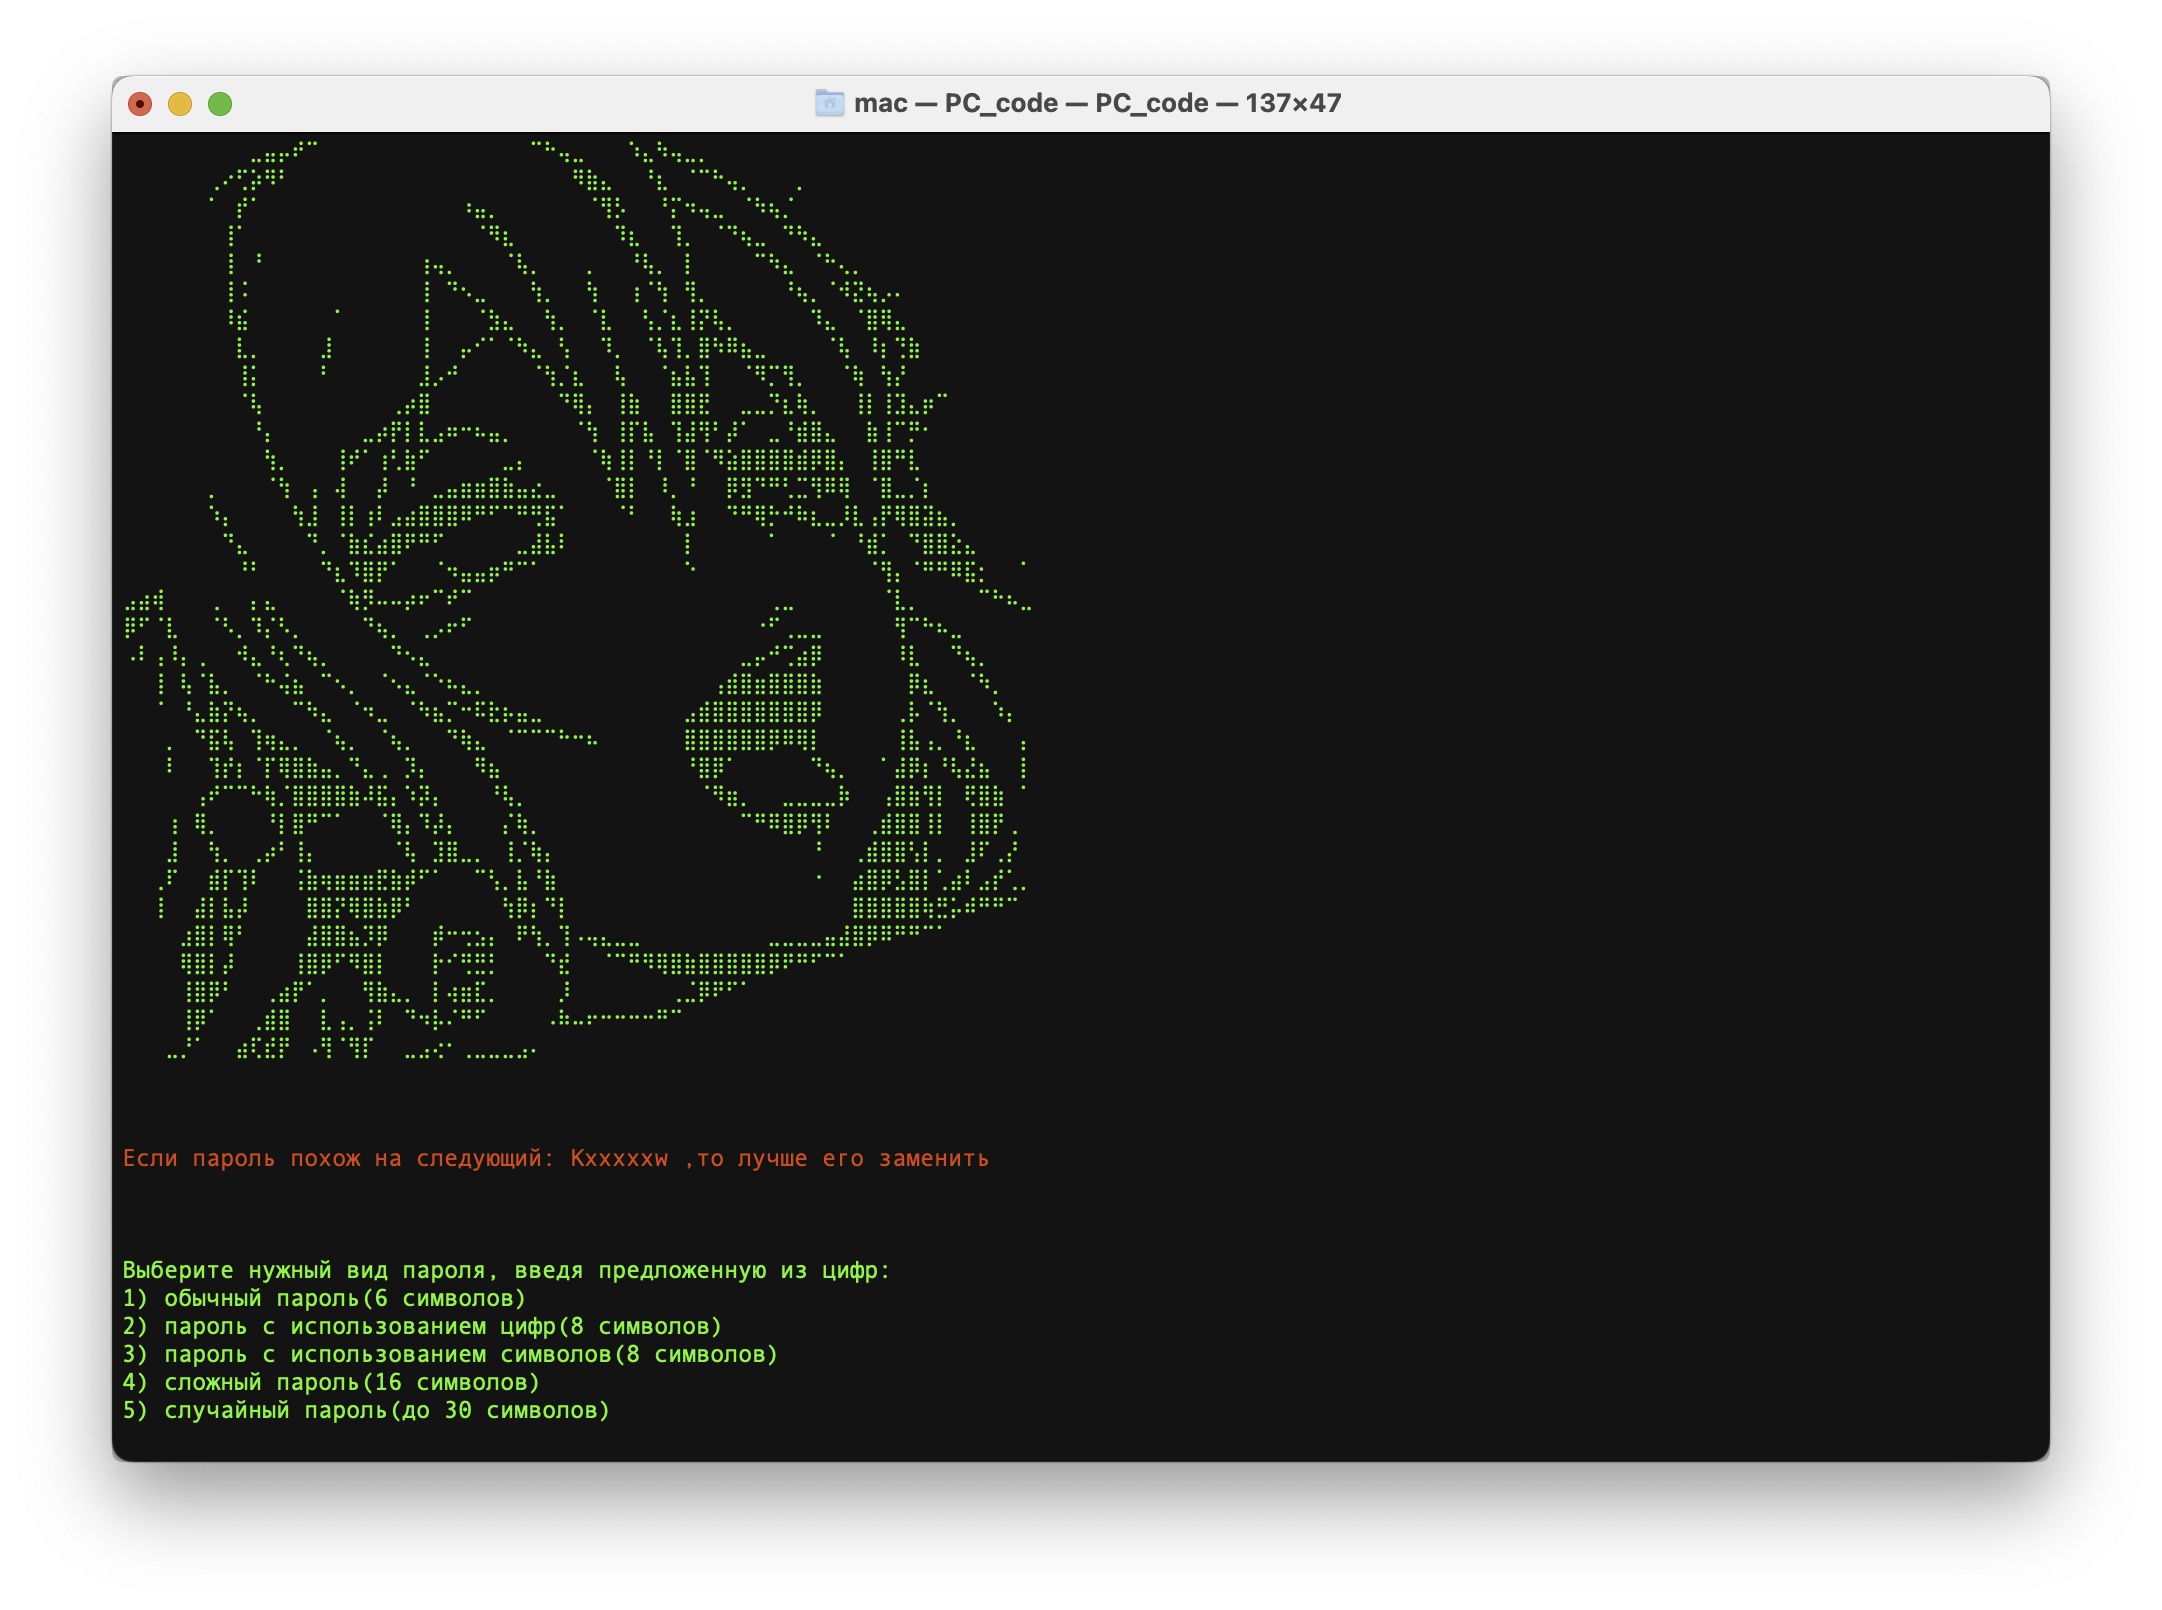 mac — PC_code — PC_code — 137×47
Если пароль похож на следующий: Kxxxxxw ,то лучше его заменить
Выберите нужный вид пароля, введя предложенную из цифр:
1) обычный пароль(6 символов)
2) пароль с использованием цифр(8 символов)
3) пароль с использованием символов(8 символов)
4) сложный пароль(16 символов)
5) случайный пароль(до 30 символов)